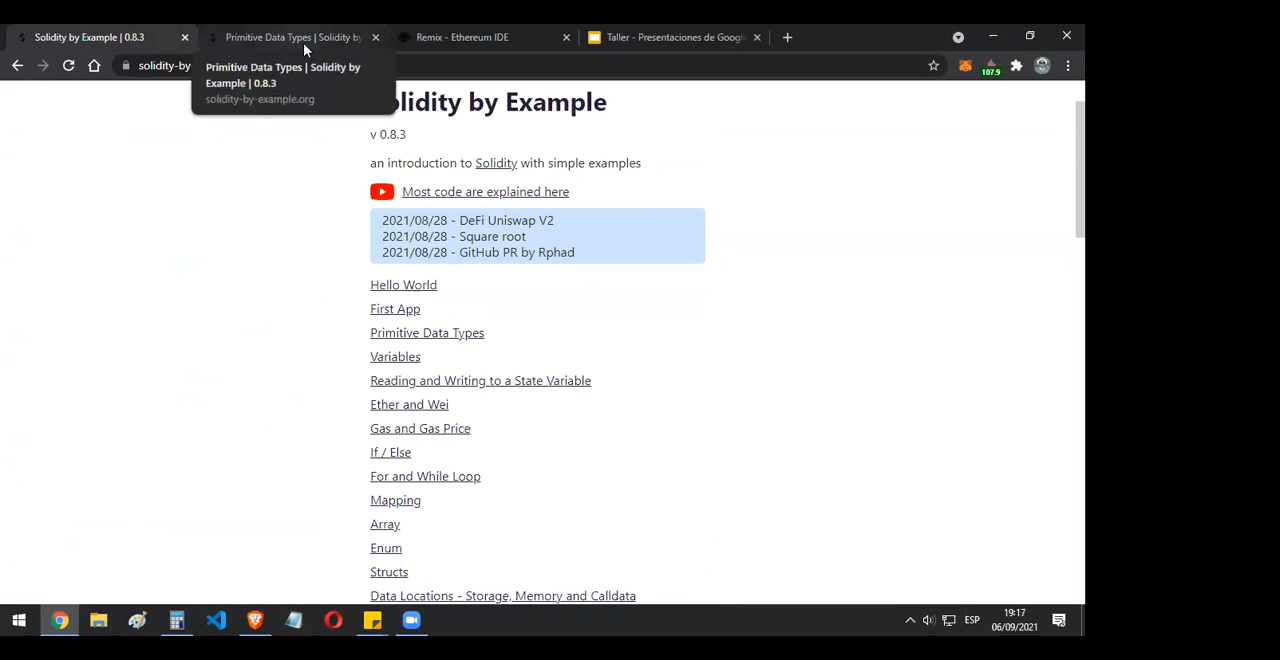 Solidity by Example | 0.8.3
Primitive Data Types | Solidity by
Remix - Ethereum IDE
Taller - Presentaciones de Google
solidity-by
107.9
Primitive Data Types | Solidity by
Example | 0.8.3
solidity-by-example.org
olidity by Example
v 0.8.3
an introduction to Solidity with simple examples
Most code are explained here
2021/08/28 - DeFi Uniswap V2
2021/08/28 - Square root
2021/08/28 - GitHub PR by Rphad
Hello World
First App
Primitive Data Types
Variables
Reading and Writing to a State Variable
Ether and Wei
Gas and Gas Price
If / Else
For and While Loop
Mapping
Array
Enum
Structs
Data Locations - Storage, Memory and Calldata
ESP
19:17
06/09/2021